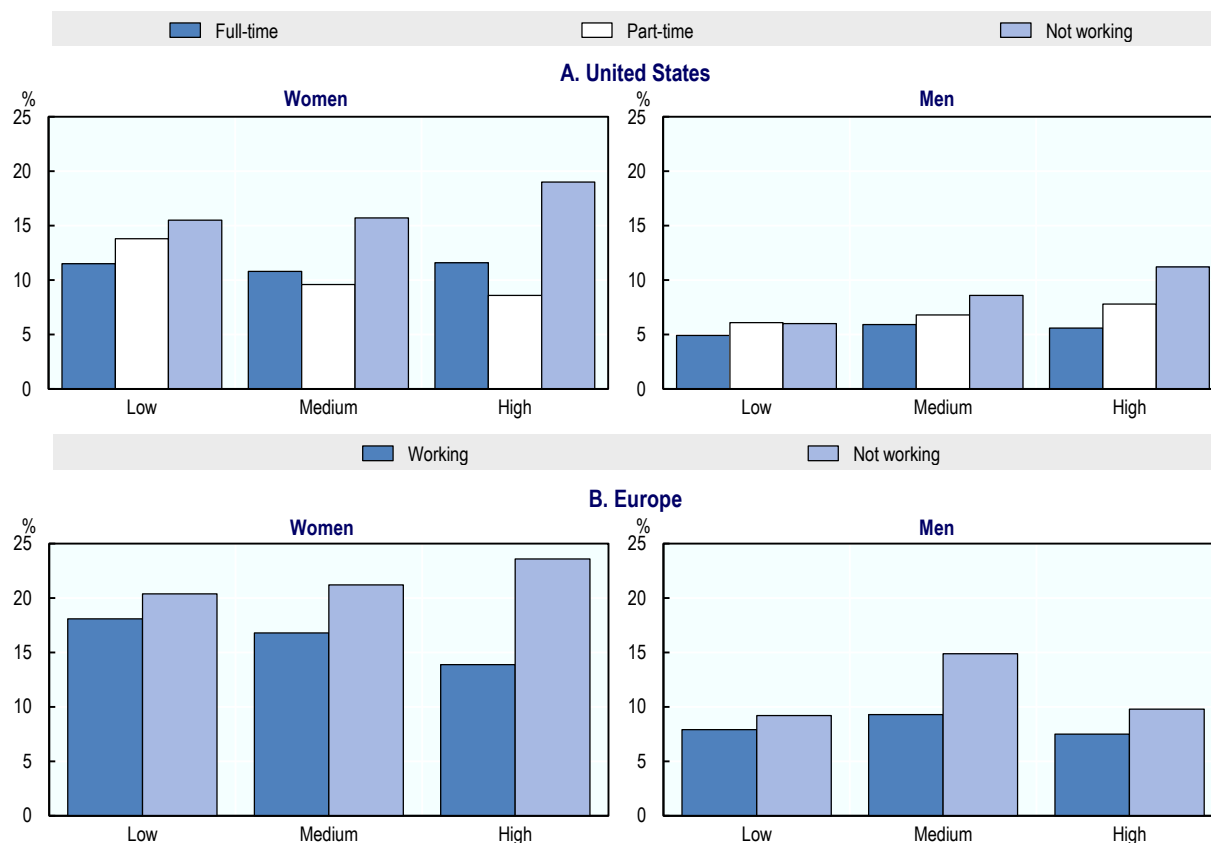 Full-time Part-time Not working
A. United States
% Women % Men
25 25
20 20
15 15
10 10
5 5
0 0
Low Medium High Low Medium High
Working Not working
B. Europe
% Women % Men
25 25
20 20
15 15
10 10
5 5
0 0
Low Medium High Low Medium High